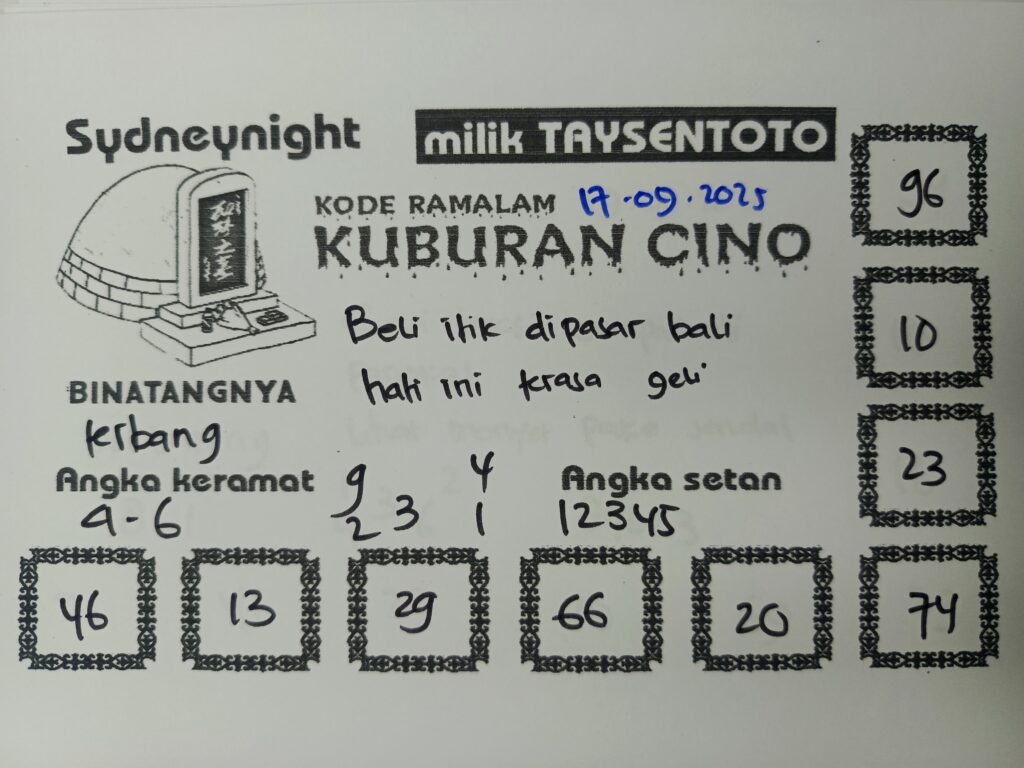 Sydneynight
milik TAYSENTOTO
KODE RAMALAM 17.09.2025
KUBURAN CINO
Beli itik dipasar bali
hati ini terasa geli
BINATANGNYA
terbang
Angka keramat
4-6
9 4
2 3 1
Angka setan
12345
96
10
23
46 13 29 66 20 74